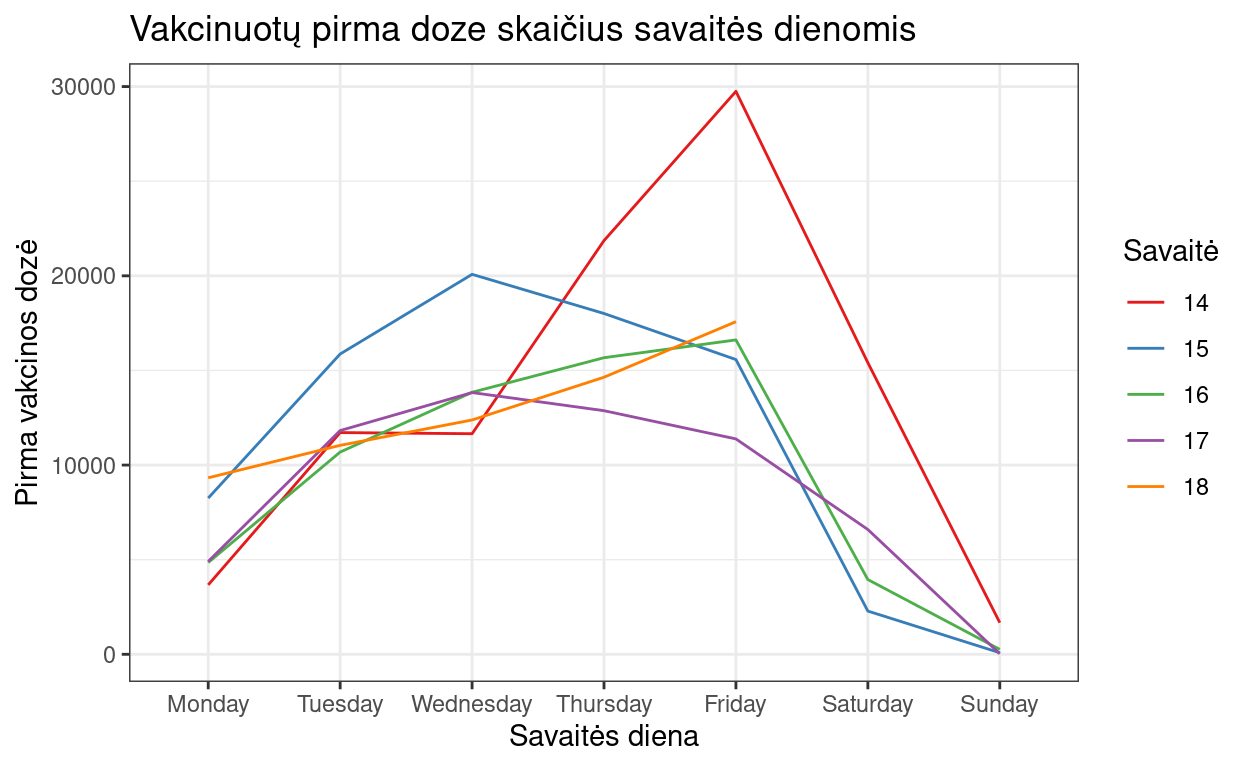 Vakcinuotų pirma doze skaičius savaitės dienomis
Pirma vakcinos dozė
30000
20000
10000
0
Monday Tuesday Wednesday Thursday Friday Saturday Sunday
Savaitės diena
Savaitė
14
15
16
17
18